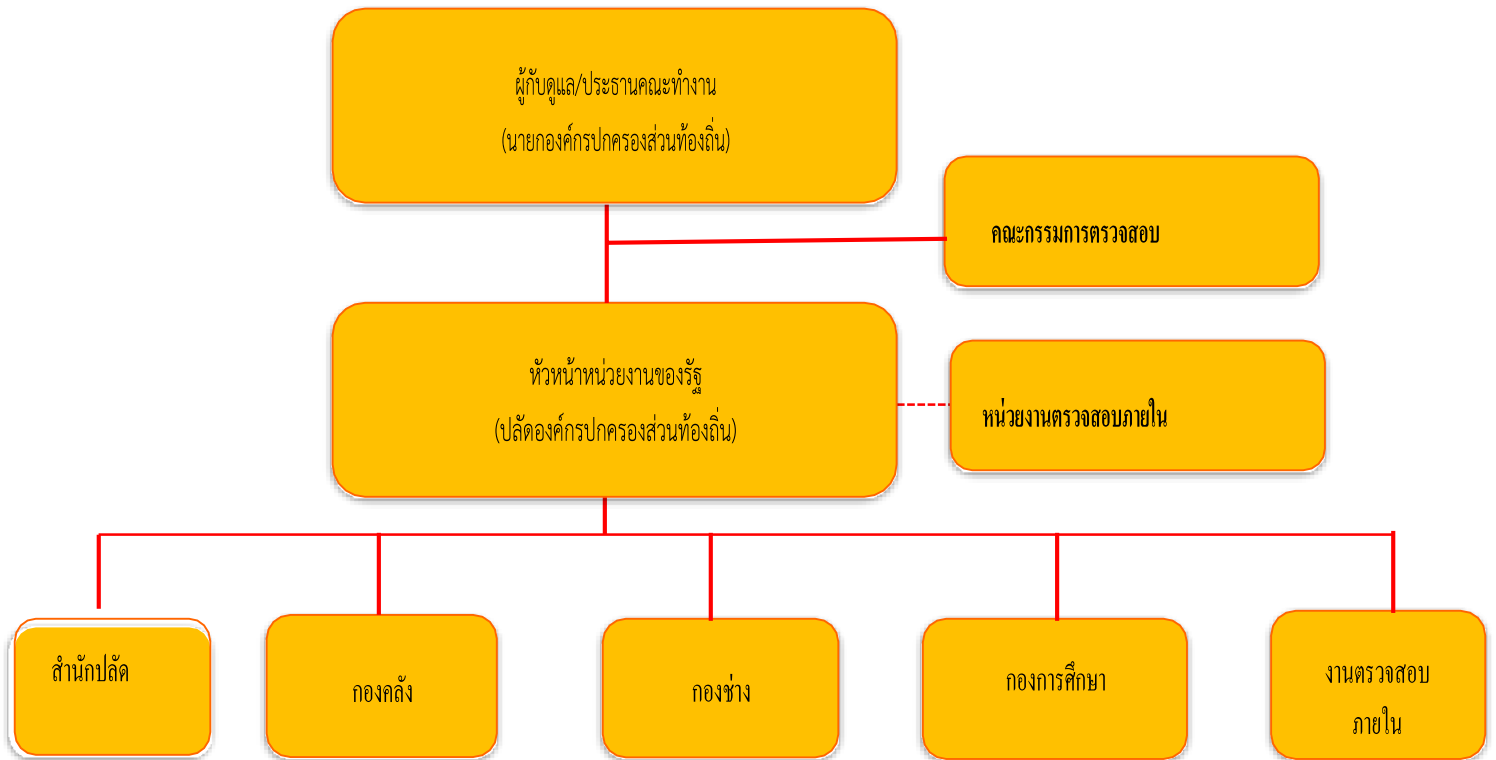 ผู้กับดูแล/ประธานคณะทำงาน
(นายกองค์กรปกครองส่วนท้องถิ่น)
คณะกรรมการตรวจสอบ
หัวหน้าหน่วยงานของรัฐ
(ปลัดองค์กรปกครองส่วนท้องถิ่น)
หน่วยงานตรวจสอบภายใน
สำนักปลัด
กองคลัง
กองช่าง
กองการศึกษา
งานตรวจสอบ
ภายใน